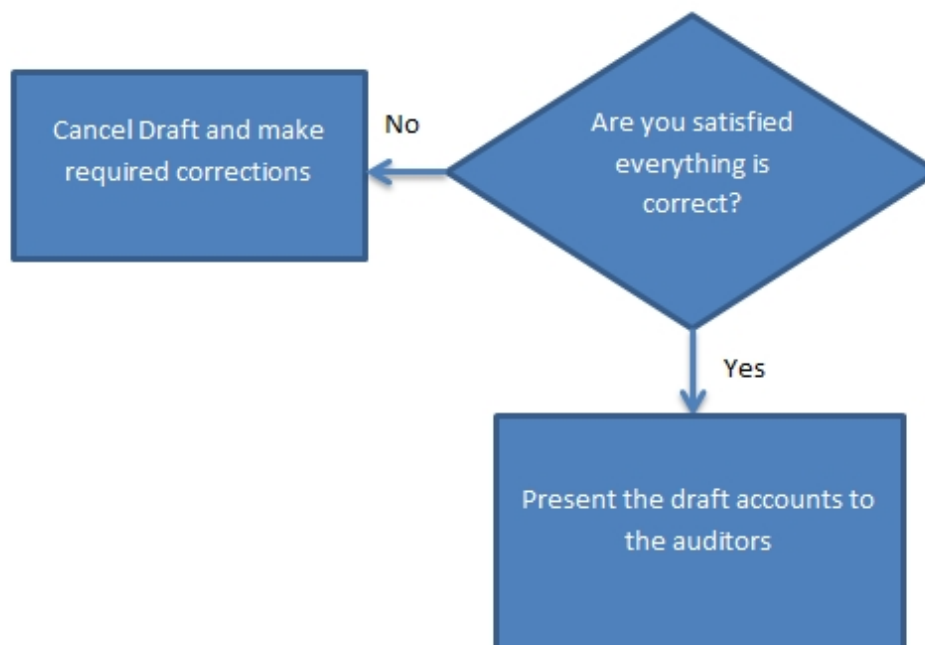 Are you satisfied
everything is
correct?
No
Cancel Draft and make
required corrections
Yes
Present the draft accounts to
the auditors